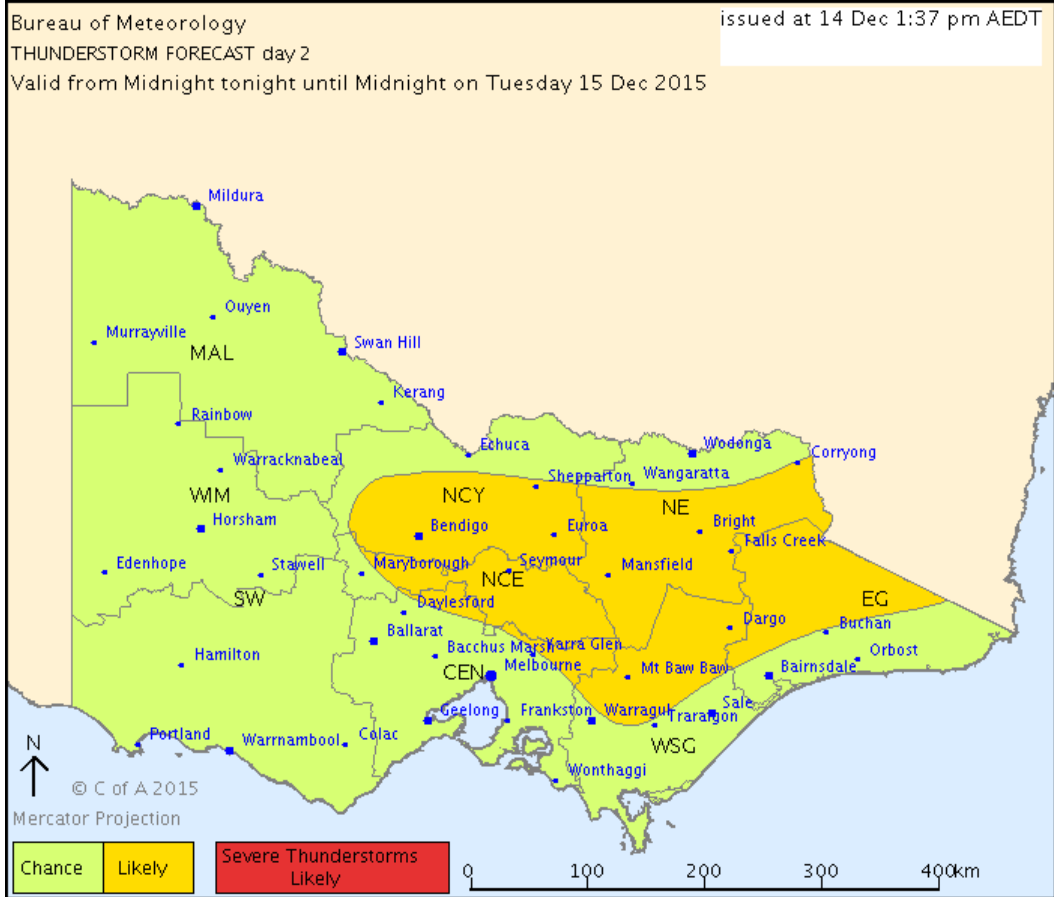 Bureau of Meteorology
issued at 14 Dec 1:37 pm AEDT
THUNDERSTORM FORECAST day 2
Valid from Midnight tonight until Midnight on Tuesday 15 Dec 2015
Mildura
Ouyen
Murrayville
MAL
Swan Hill
Kerang
Rainbow
Echuca
Wodonga
Corryong
Warracknabeal
Shepparton
Wangaratta
WIM
NCY
NE
Horsham
Bendigo
Euroa
Bright
Falls Creek
Edenhope
Stawell
Maryborough
Seymour
NCE
Mansfield
SW
Daylesford
EG
Ballarat
Dargo
Buchan
Hamilton
Bacchus Marsh
Yarra Glen
Orbost
CEN
Melbourne
Mt Baw Baw
Bairnsdale
Geelong
Frankston
Warragul
Traralgon
Sale
Portland
Warrnambool
Colac
WSG
N
Wonthaggi
© C of A 2015
Mercator Projection
Chance
Likely
Severe Thunderstorms
Likely
0 100 200 300 400km